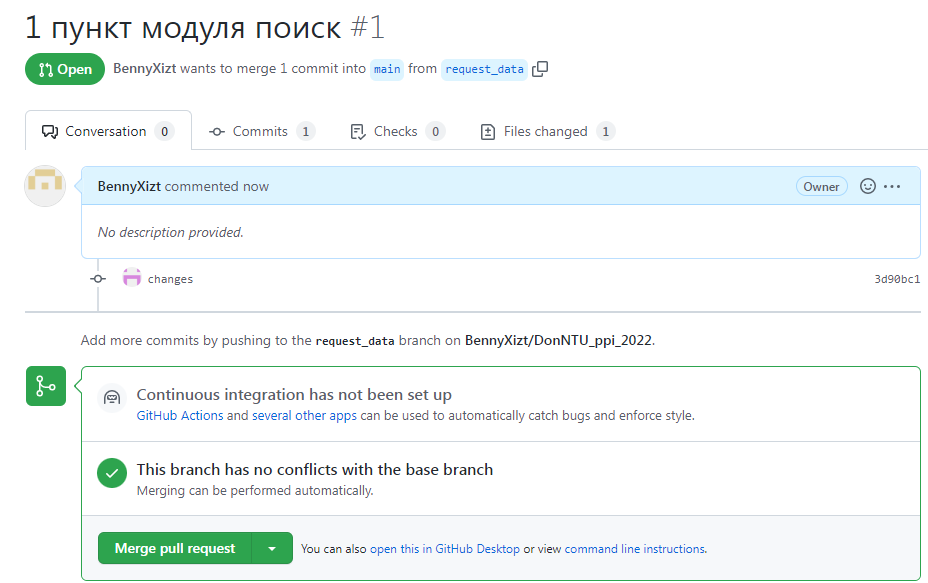 1 пункт модуля поиск #1
Open BennyXizt wants to merge 1 commit into main from request_data
Conversation 0 Commits 1 Checks 0 Files changed 1
BennyXizt commented now Owner
No description provided.
changes 3d90bc1
Add more commits by pushing to the request_data branch on BennyXizt/DonNTU_ppi_2022.
Continuous integration has not been set up
GitHub Actions and several other apps can be used to automatically catch bugs and enforce style.
This branch has no conflicts with the base branch
Merging can be performed automatically.
Merge pull request You can also open this in GitHub Desktop or view command line instructions.